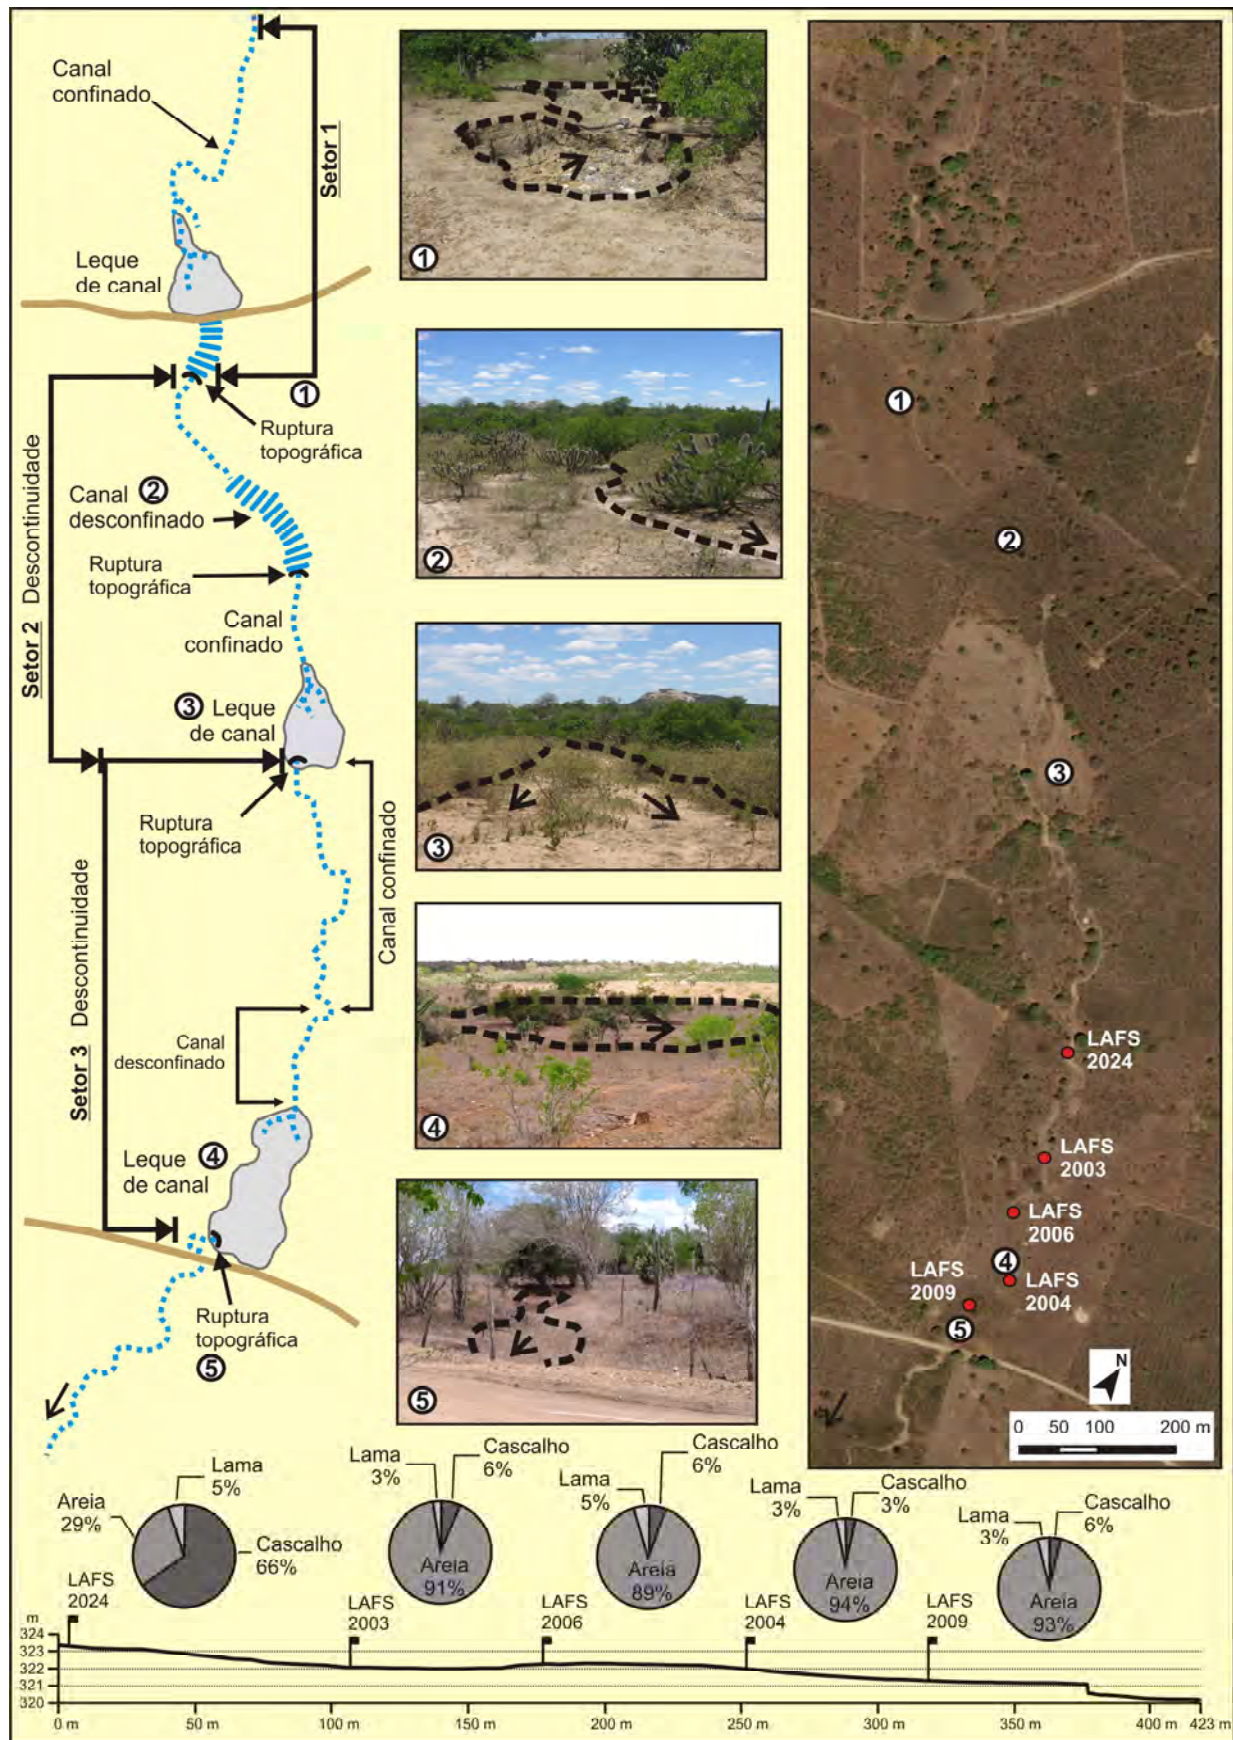 Canal
confinado
Setor 1
Leque
de canal
1
Ruptura
topográfica
Setor 2 Descontinuidade
Canal 2
desconfinado
Ruptura
topográfica
Canal
confinado
3 Leque
de canal
Ruptura
topográfica
Canal confinado
Setor 3 Descontinuidade
Canal
desconfinado
Leque 4
de canal
Ruptura
topográfica
5
1
2
3
4
5
1
2
3
LAFS
2024
LAFS
2003
LAFS
2006
4
LAFS
2004
LAFS
2009
5
N
0 50 100 200 m
Lama
5%
Areia
29%
Cascalho
66%
Lama
3%
Cascalho
6%
Areia
91%
Lama
5%
Cascalho
6%
Areia
89%
Lama
3%
Cascalho
3%
Areia
94%
Lama
3%
Cascalho
6%
Areia
93%
LAFS
2024
LAFS
2003
LAFS
2006
LAFS
2004
LAFS
2009
m
324
323
322
321
320
0 m 50 m 100 m 150 m 200 m 250 m 300 m 350 m 400 m 423 m